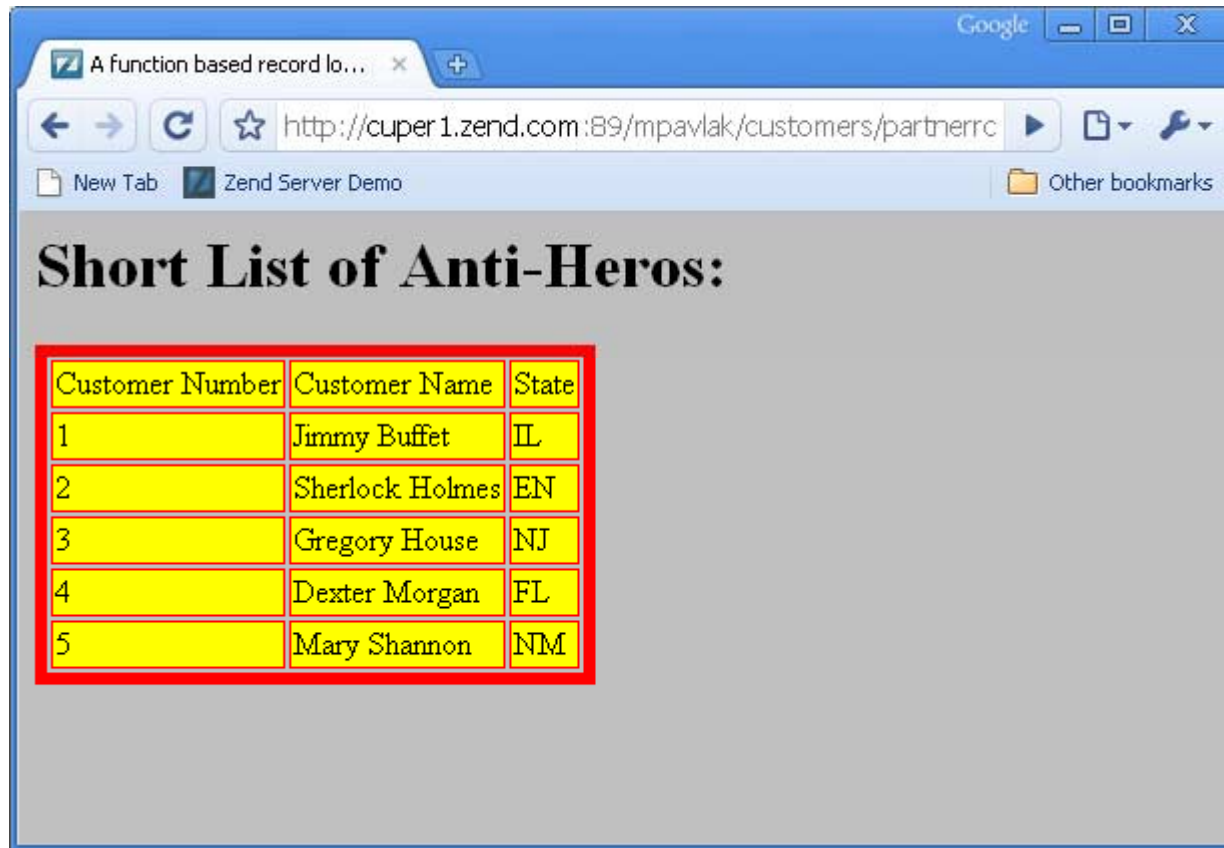 Google
A function based record lo...
http://cuper1.zend.com:89/mpavlak/customers/partnerrc
New Tab Zend Server Demo Other bookmarks
Short List of Anti-Heros:
Customer Number Customer Name State
1 Jimmy Buffet IL
2 Sherlock Holmes EN
3 Gregory House NJ
4 Dexter Morgan FL
5 Mary Shannon NM